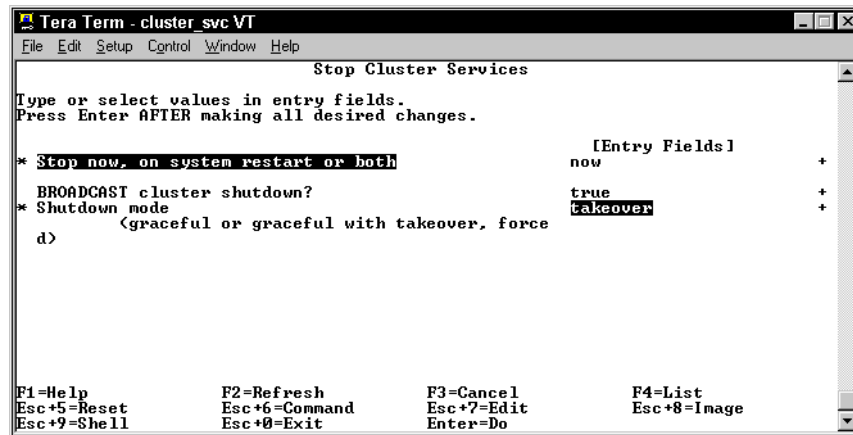 Tera Term - cluster_svc VT
File Edit Setup Control Window Help
Stop Cluster Services
Type or select values in entry fields.
Press Enter AFTER making all desired changes.
[Entry Fields]
* Stop now, on system restart or both now +
BROADCAST cluster shutdown? true +
* Shutdown mode takeover +
(graceful or graceful with takeover, force
d)
F1=Help F2=Refresh F3=Cancel F4=List
Esc+5=Reset Esc+6=Command Esc+7=Edit Esc+8=Image
Esc+9=Shell Esc+0=Exit Enter=Do